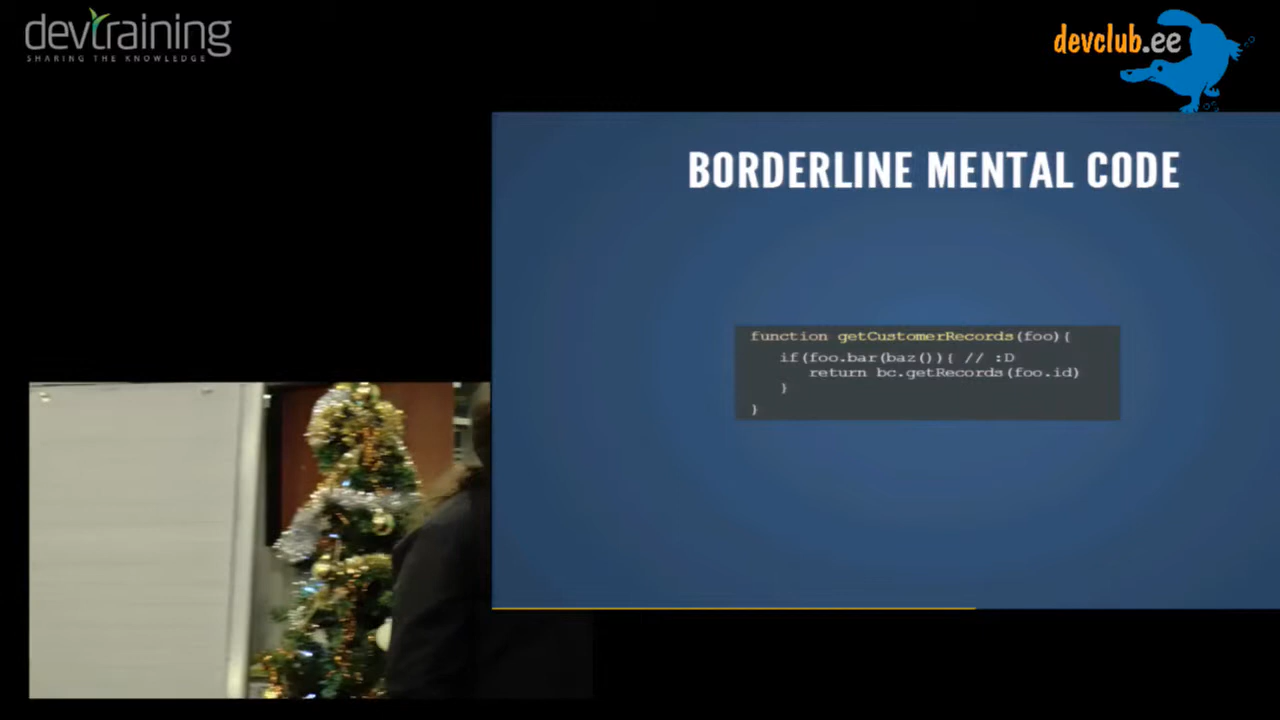 devtraining
SHARING THE KNOWLEDGE
devclub.ee
BORDERLINE MENTAL CODE
function getCustomerRecords(foo){
if(foo.bar(baz()){ // :D
return bc.getRecords(foo.id)
}
}